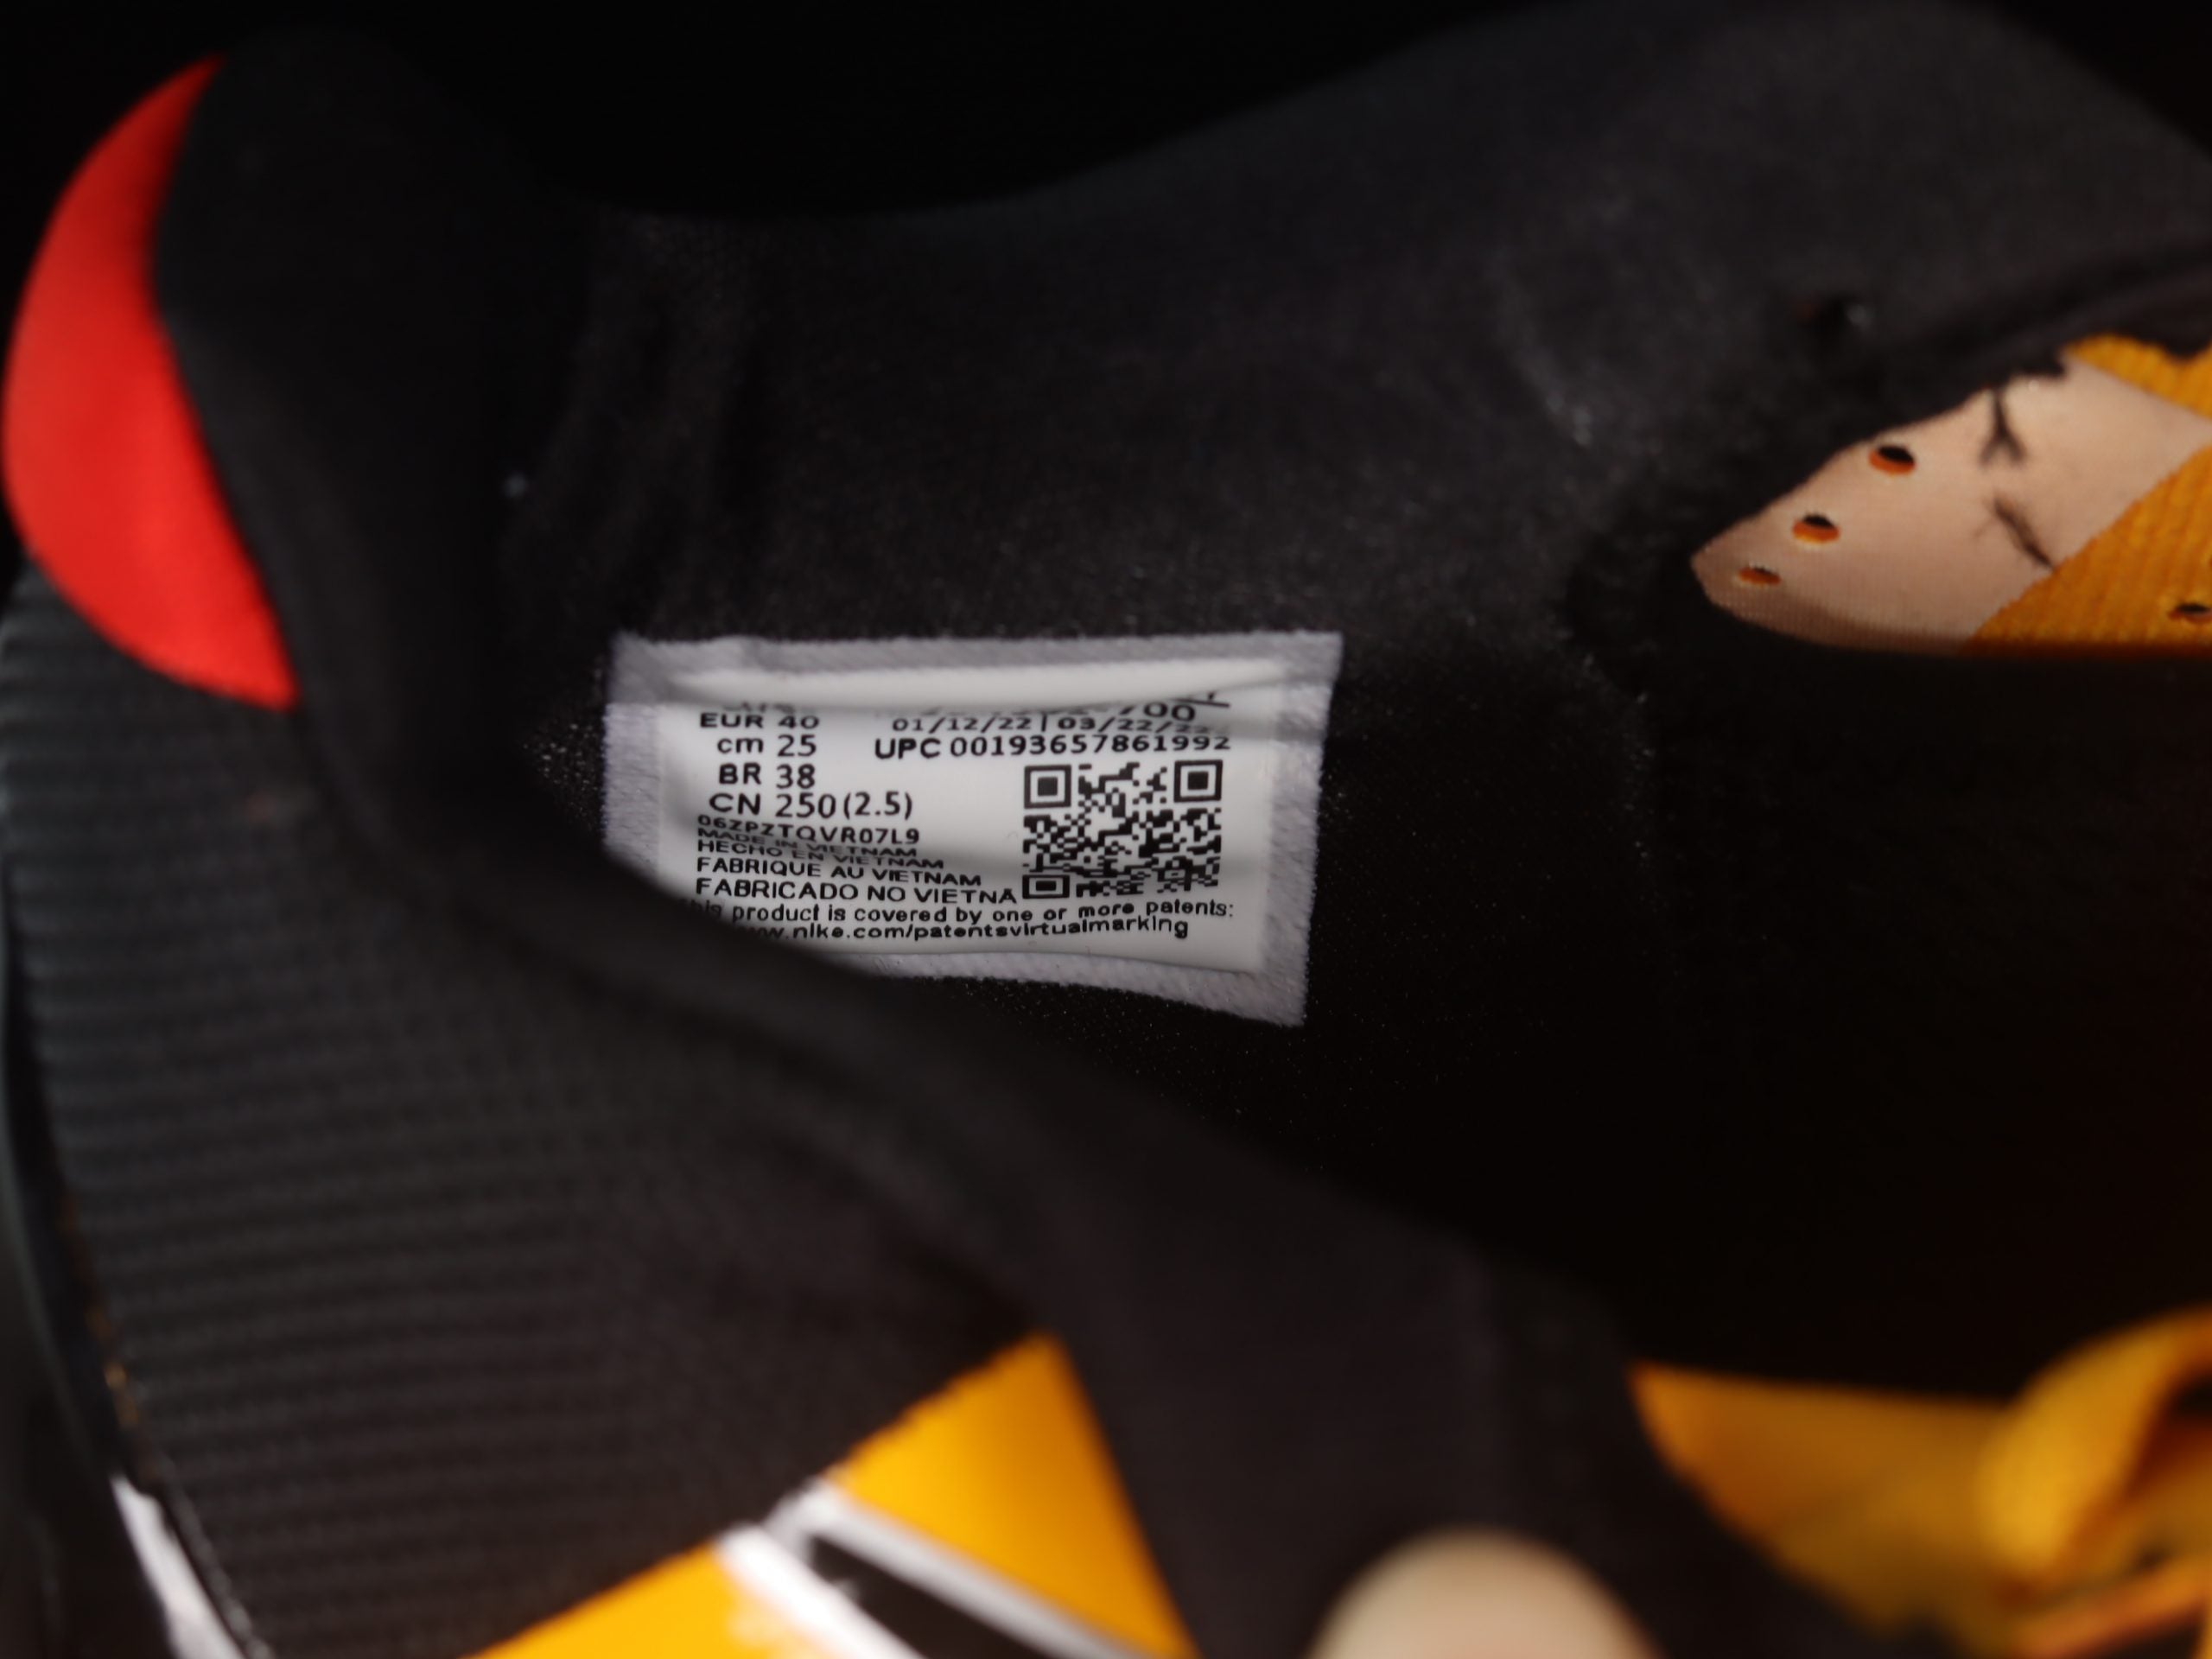 EUR 40
01/12/22 | 03/22/22
cm 25
UPC 00193657861992
BR 38
CN 250 (2.5)
06ZPZTQVR07L9
MADE IN VIETNAM
HECHO EN VIETNAM
FABRIQUE AU VIETNAM
FABRICADO NO VIETNÃ
product is covered by one or more patents:
.nike.com/patentsvirtualmarking